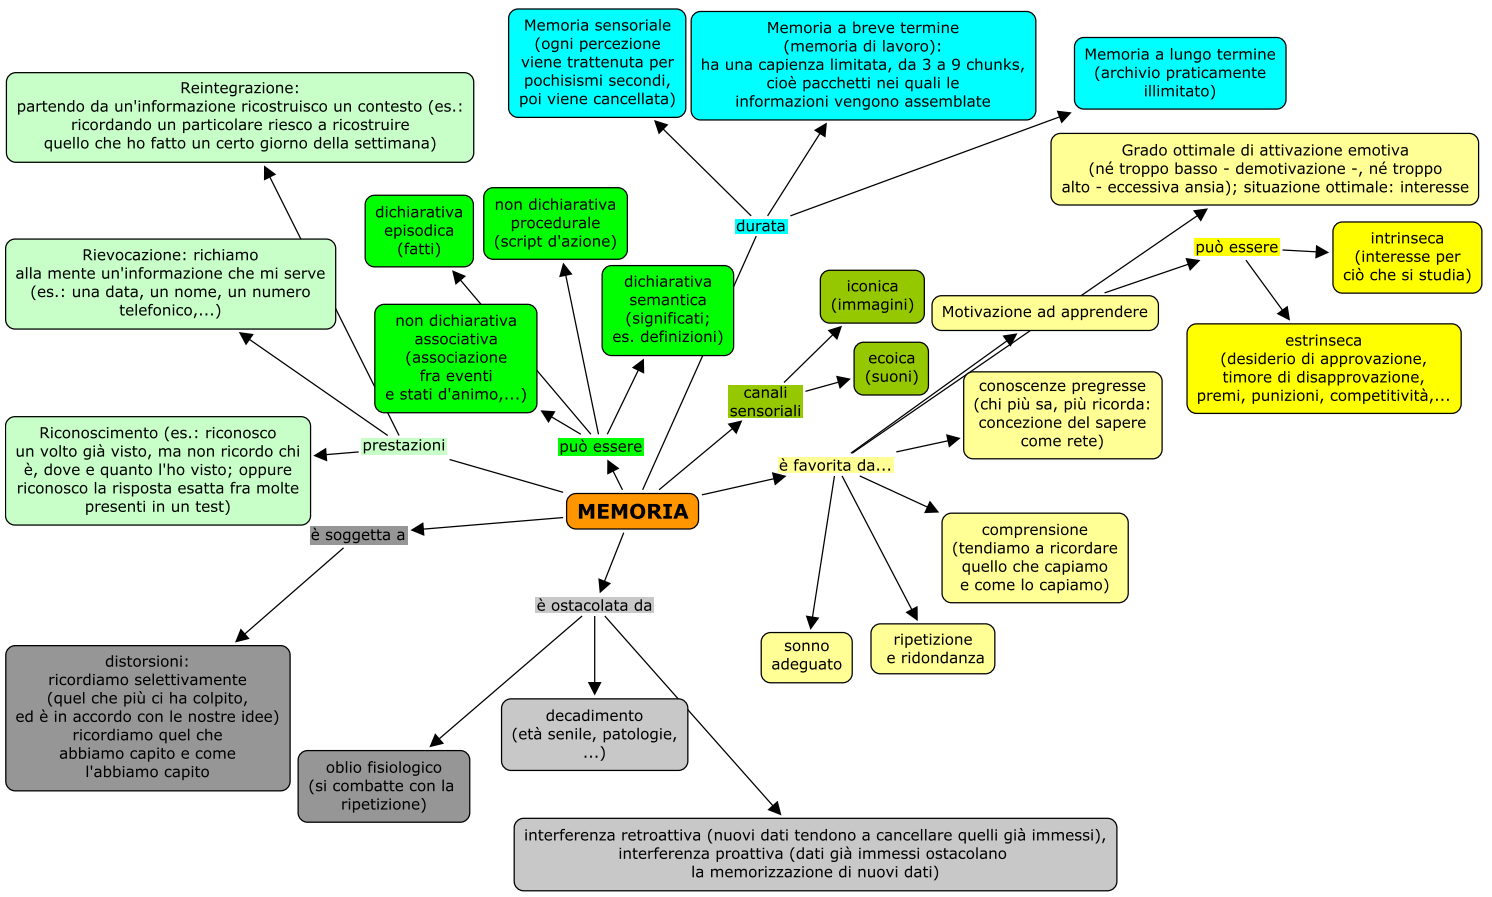 Memoria sensoriale
(ogni percezione
viene trattenuta per
pochisismi secondi,
poi viene cancellata)
Memoria a breve termine
(memoria di lavoro):
ha una capienza limitata, da 3 a 9 chunks,
cioè pacchetti nei quali le
informazioni vengono assemblate
Memoria a lungo termine
(archivio praticamente
illimitato)
Reintegrazione:
partendo da un'informazione ricostruisco un contesto (es.:
ricordando un particolare riesco a ricostruire
quello che ho fatto un certo giorno della settimana)
Grado ottimale di attivazione emotiva
(né troppo basso - demotivazione -, né troppo
alto - eccessiva ansia); situazione ottimale: interesse
dichiarativa
episodica
(fatti)
non dichiarativa
procedurale
(script d'azione)
durata
può essere
intrinseca
(interesse per
ciò che si studia)
Rievocazione: richiamo
alla mente un'informazione che mi serve
(es.: una data, un nome, un numero
telefonico,...)
dichiarativa
semantica
(significati;
es. definizioni)
iconica
(immagini)
Motivazione ad apprendere
non dichiarativa
associativa
(associazione
fra eventi
e stati d'animo,...)
ecoica
(suoni)
estrinseca
(desiderio di approvazione,
timore di disapprovazione,
premi, punizioni, competitività,...
canali
sensoriali
conoscenze pregresse
(chi più sa, più ricorda:
concezione del sapere
come rete)
Riconoscimento (es.: riconosco
un volto già visto, ma non ricordo chi
è, dove e quanto l'ho visto; oppure
riconosco la risposta esatta fra molte
presenti in un test)
prestazioni
può essere
è favorita da...
MEMORIA
è soggetta a
comprensione
(tendiamo a ricordare
quello che capiamo
e come lo capiamo)
è ostacolata da
sonno
adeguato
ripetizione
e ridondanza
distorsioni:
ricordiamo selettivamente
(quel che più ci ha colpito,
ed è in accordo con le nostre idee)
ricordiamo quel che
abbiamo capito e come
l'abbiamo capito
decadimento
(età senile, patologie,
...)
oblio fisiologico
(si combatte con la
ripetizione)
interferenza retroattiva (nuovi dati tendono a cancellare quelli già immessi),
interferenza proattiva (dati già immessi ostacolano
la memorizzazione di nuovi dati)